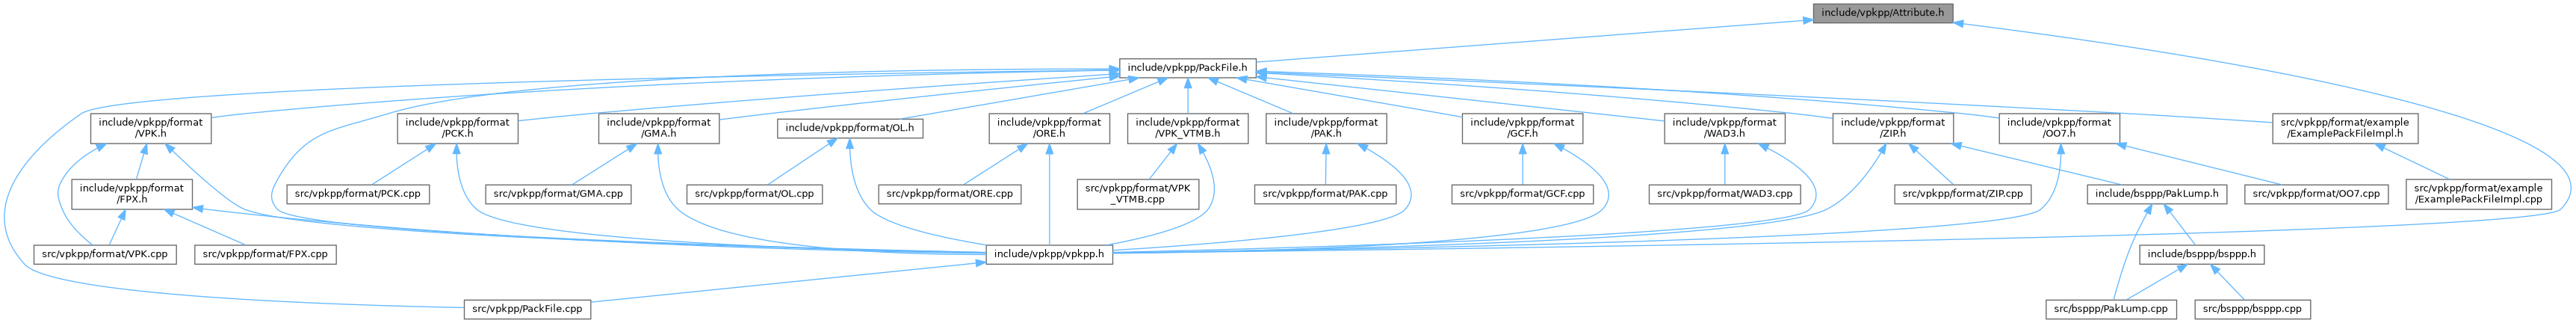 include/vpkpp/Attribute.h
include/vpkpp/PackFile.h
include/vpkpp/format
/VPK.h
include/vpkpp/format
/PCK.h
include/vpkpp/format
/GMA.h
include/vpkpp/format/OL.h
include/vpkpp/format
/ORE.h
include/vpkpp/format
/VPK_VTMB.h
include/vpkpp/format
/PAK.h
include/vpkpp/format
/GCF.h
include/vpkpp/format
/WAD3.h
include/vpkpp/format
/ZIP.h
include/vpkpp/format
/OO7.h
src/vpkpp/format/example
/ExamplePackFileImpl.h
include/vpkpp/format
/FPX.h
src/vpkpp/format/PCK.cpp
src/vpkpp/format/GMA.cpp
src/vpkpp/format/OL.cpp
src/vpkpp/format/ORE.cpp
src/vpkpp/format/VPK
_VTMB.cpp
src/vpkpp/format/PAK.cpp
src/vpkpp/format/GCF.cpp
src/vpkpp/format/WAD3.cpp
src/vpkpp/format/ZIP.cpp
include/bsppp/PakLump.h
src/vpkpp/format/OO7.cpp
src/vpkpp/format/example
/ExamplePackFileImpl.cpp
src/vpkpp/format/VPK.cpp
src/vpkpp/format/FPX.cpp
include/vpkpp/vpkpp.h
include/bsppp/bsppp.h
src/vpkpp/PackFile.cpp
src/bsppp/PakLump.cpp
src/bsppp/bsppp.cpp